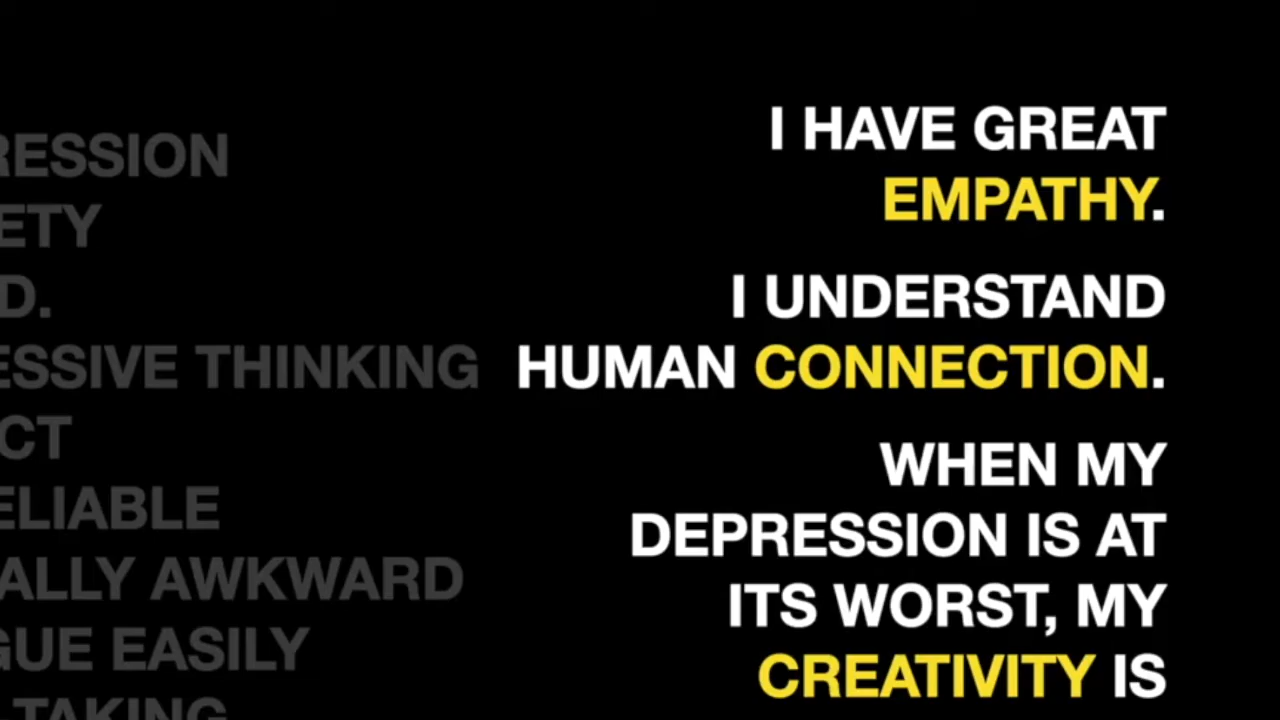 RESSION
ETY
D.
ESSIVE THINKING
CT
ELIABLE
ALLY AWKWARD
GUE EASILY
TAKING
I HAVE GREAT
EMPATHY.
I UNDERSTAND
HUMAN CONNECTION.
WHEN MY
DEPRESSION IS AT
ITS WORST, MY
CREATIVITY IS